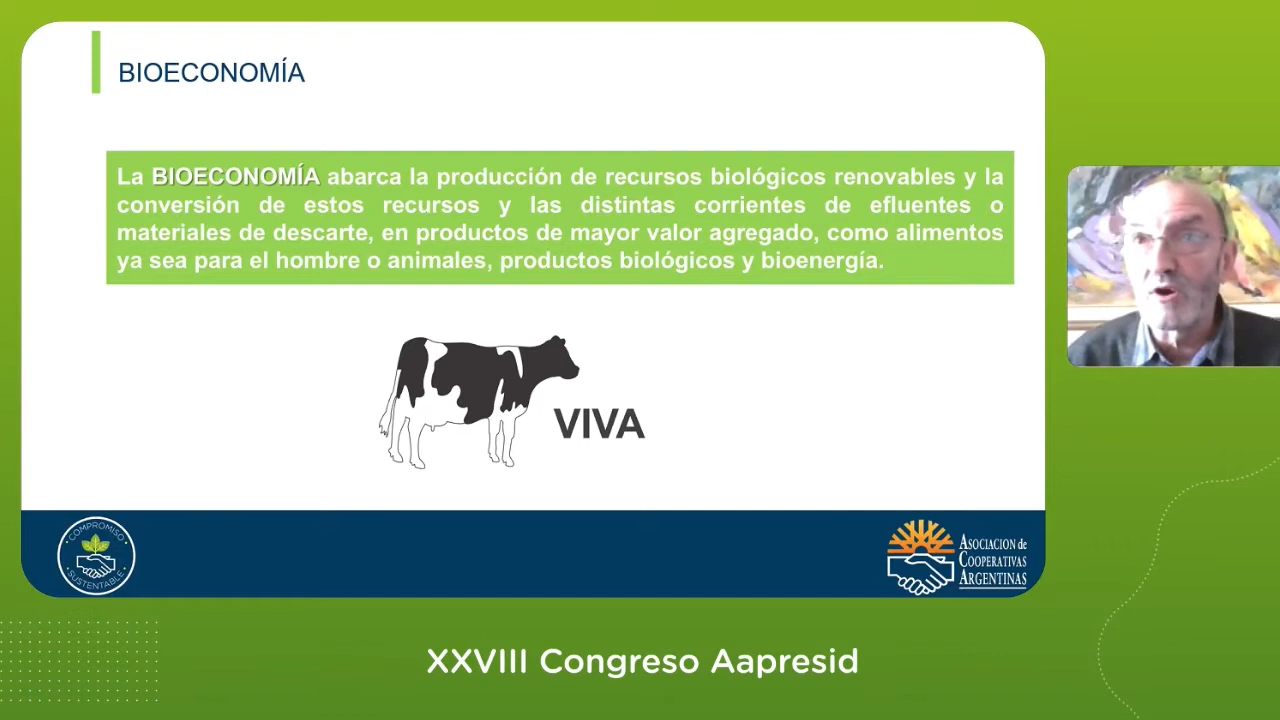 BIOECONOMÍA
La BIOECONOMÍA abarca la producción de recursos biológicos renovables y la
conversión de estos recursos y las distintas corrientes de efluentes o
materiales de descarte, en productos de mayor valor agregado, como alimentos
ya sea para el hombre o animales, productos biológicos y bioenergía.
VIVA
COMPROMISO
SUSTENTABLE
ASOCIACION de
COOPERATIVAS
ARGENTINAS
XXVIII Congreso Aapresid